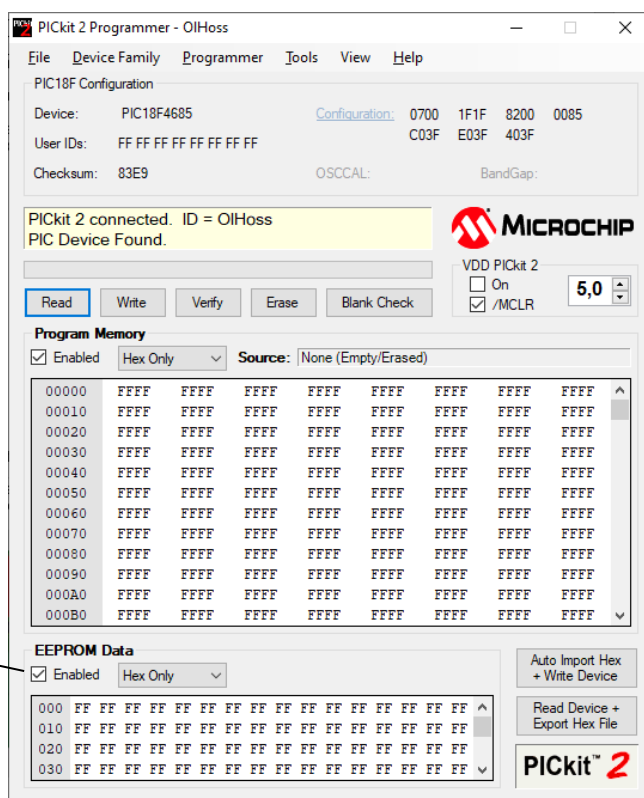 PICkit 2 Programmer - OlHoss
File Device Family Programmer Tools View Help
PIC18F Configuration
Device: PIC18F4685 Configuration: 0700 1F1F 8200 0085
C03F E03F 403F
User IDs: FF FF FF FF FF FF FF FF
Checksum: 83E9 OSCCAL: BandGap:
PICkit 2 connected. ID = OlHoss
PIC Device Found.
MICROCHIP
VDD PICkit 2
On
/MCLR
5,0
Read Write Verify Erase Blank Check
Program Memory
Enabled Hex Only Source: None (Empty/Erased)
00000 FFFF FFFF FFFF FFFF FFFF FFFF FFFF FFFF
00010 FFFF FFFF FFFF FFFF FFFF FFFF FFFF FFFF
00020 FFFF FFFF FFFF FFFF FFFF FFFF FFFF FFFF
00030 FFFF FFFF FFFF FFFF FFFF FFFF FFFF FFFF
00040 FFFF FFFF FFFF FFFF FFFF FFFF FFFF FFFF
00050 FFFF FFFF FFFF FFFF FFFF FFFF FFFF FFFF
00060 FFFF FFFF FFFF FFFF FFFF FFFF FFFF FFFF
00070 FFFF FFFF FFFF FFFF FFFF FFFF FFFF FFFF
00080 FFFF FFFF FFFF FFFF FFFF FFFF FFFF FFFF
00090 FFFF FFFF FFFF FFFF FFFF FFFF FFFF FFFF
000A0 FFFF FFFF FFFF FFFF FFFF FFFF FFFF FFFF
000B0 FFFF FFFF FFFF FFFF FFFF FFFF FFFF FFFF
EEPROM Data
Enabled Hex Only
000 FF FF FF FF FF FF FF FF FF FF FF FF FF FF FF FF
010 FF FF FF FF FF FF FF FF FF FF FF FF FF FF FF FF
020 FF FF FF FF FF FF FF FF FF FF FF FF FF FF FF FF
030 FF FF FF FF FF FF FF FF FF FF FF FF FF FF FF FF
Auto Import Hex
+ Write Device
Read Device +
Export Hex File
PICkit™ 2